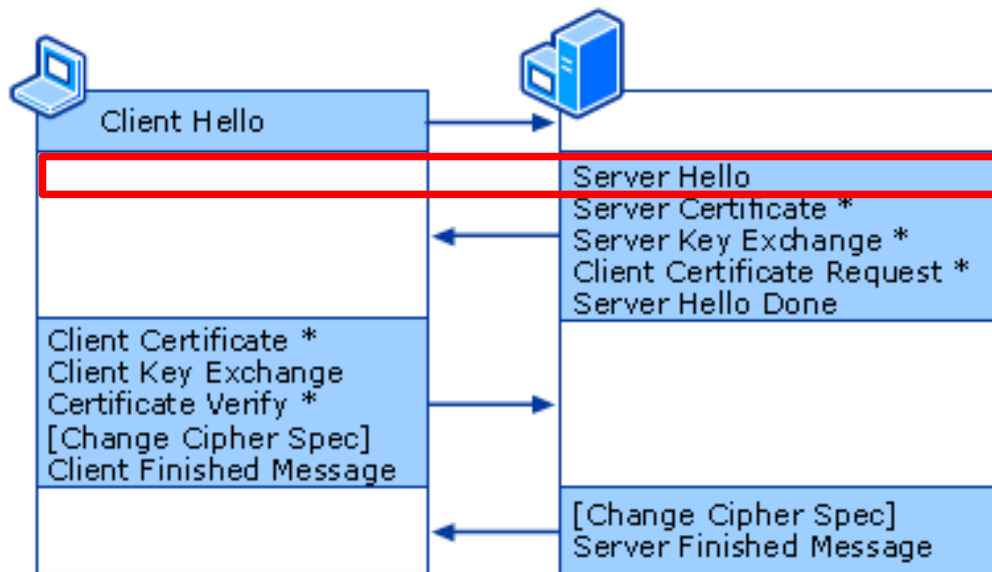 Client Hello
Server Hello
Server Certificate *
Server Key Exchange *
Client Certificate Request *
Server Hello Done
Client Certificate *
Client Key Exchange
Certificate Verify *
[Change Cipher Spec]
Client Finished Message
[Change Cipher Spec]
Server Finished Message